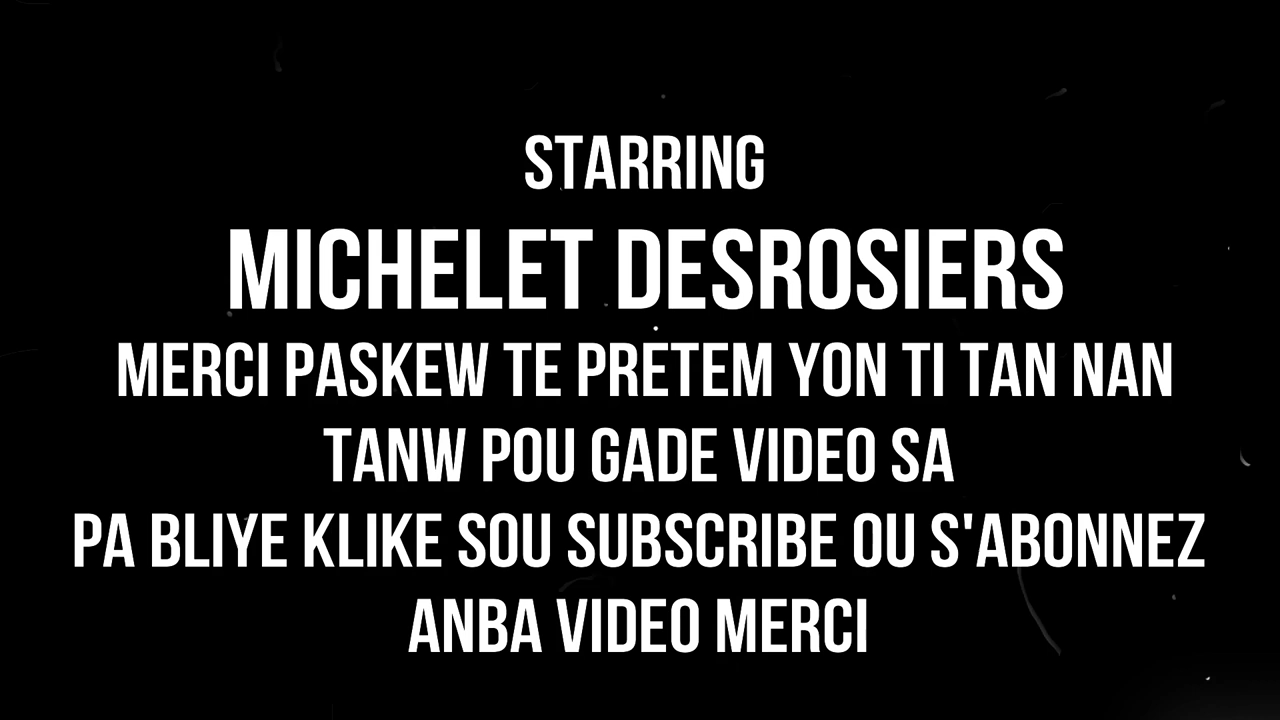 STARRING
MICHELET DESROSIERS
MERCI PASKEW TE PRETEM YON TI TAN NAN
TANW POU GADE VIDEO SA
PA BLIYE KLIKE SOU SUBSCRIBE OU S'ABONNEZ
ANBA VIDEO MERCI